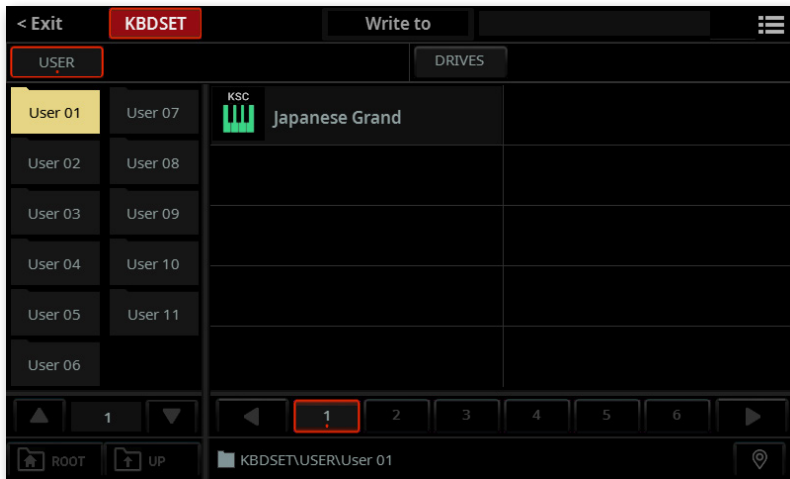 < Exit KBDSET Write to
USER DRIVES
User 01 User 07 KSC Japanese Grand
User 02 User 08
User 03 User 09
User 04 User 10
User 05 User 11
User 06
1 1 2 3 4 5 6
ROOT UP KBDSET\USER\User 01